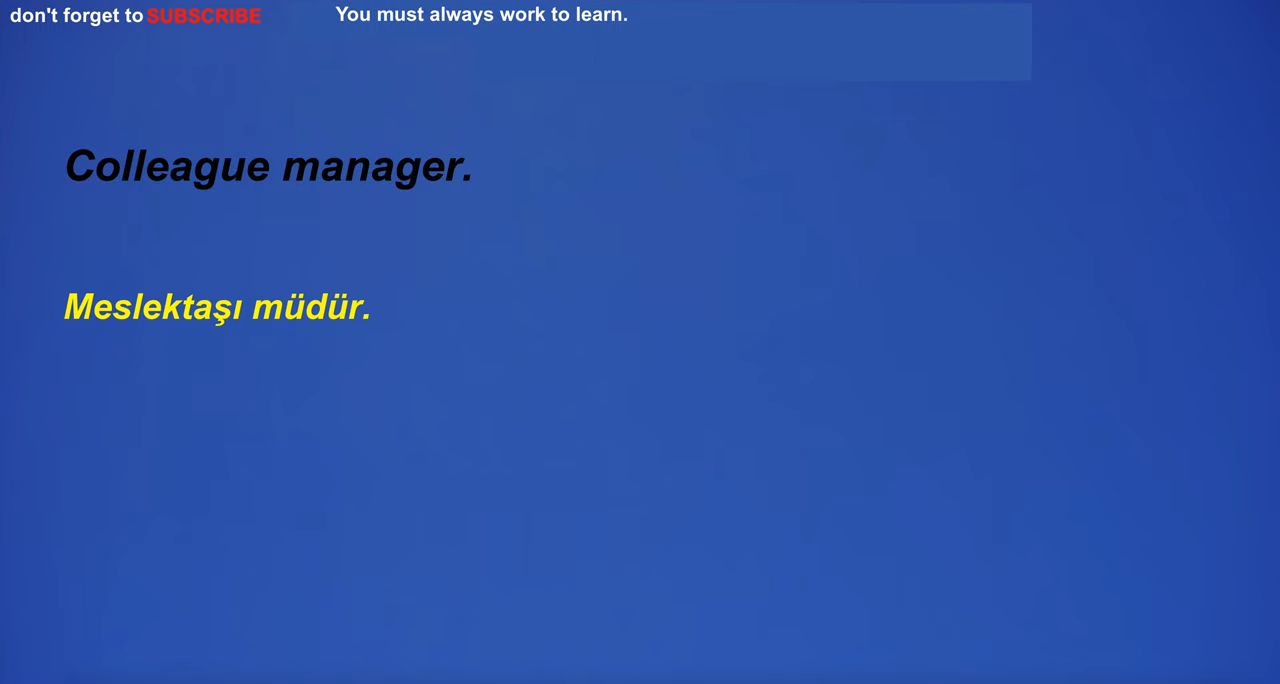 don't forget to SUBSCRIBE
You must always work to learn.
Colleague manager.
Meslektaşı müdür.